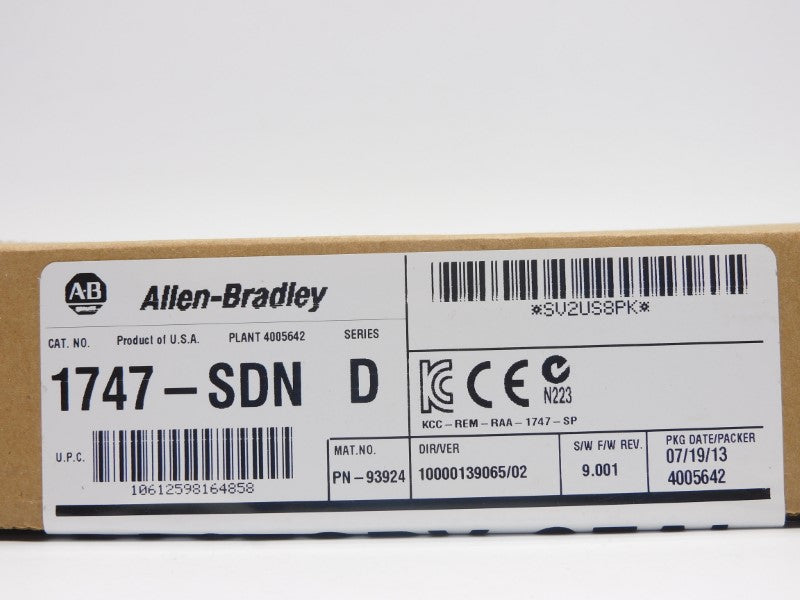 A·B
Allen-Bradley
*SV2US8PK*
CAT. NO. Product of U.S.A. PLANT 4005642 SERIES
1747-SDN D
CE N223
KCC-REM-RAA-1747-SP
U.P.C.
10612598164858
MAT.NO.
PN-93924
DIR/VER
10000139065/02
S/W F/W REV.
9.001
PKG DATE/PACKER
07/19/13
4005642